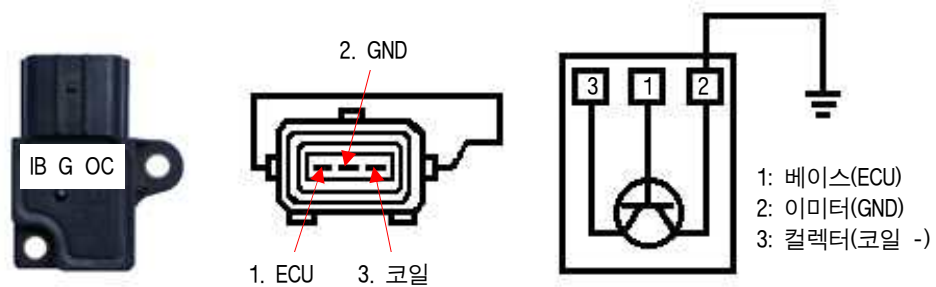 2. GND
IB G OC
1. ECU
3. 코일
3 1 2
1: 베이스(ECU)
2: 이미터(GND)
3: 컬렉터(코일 -)